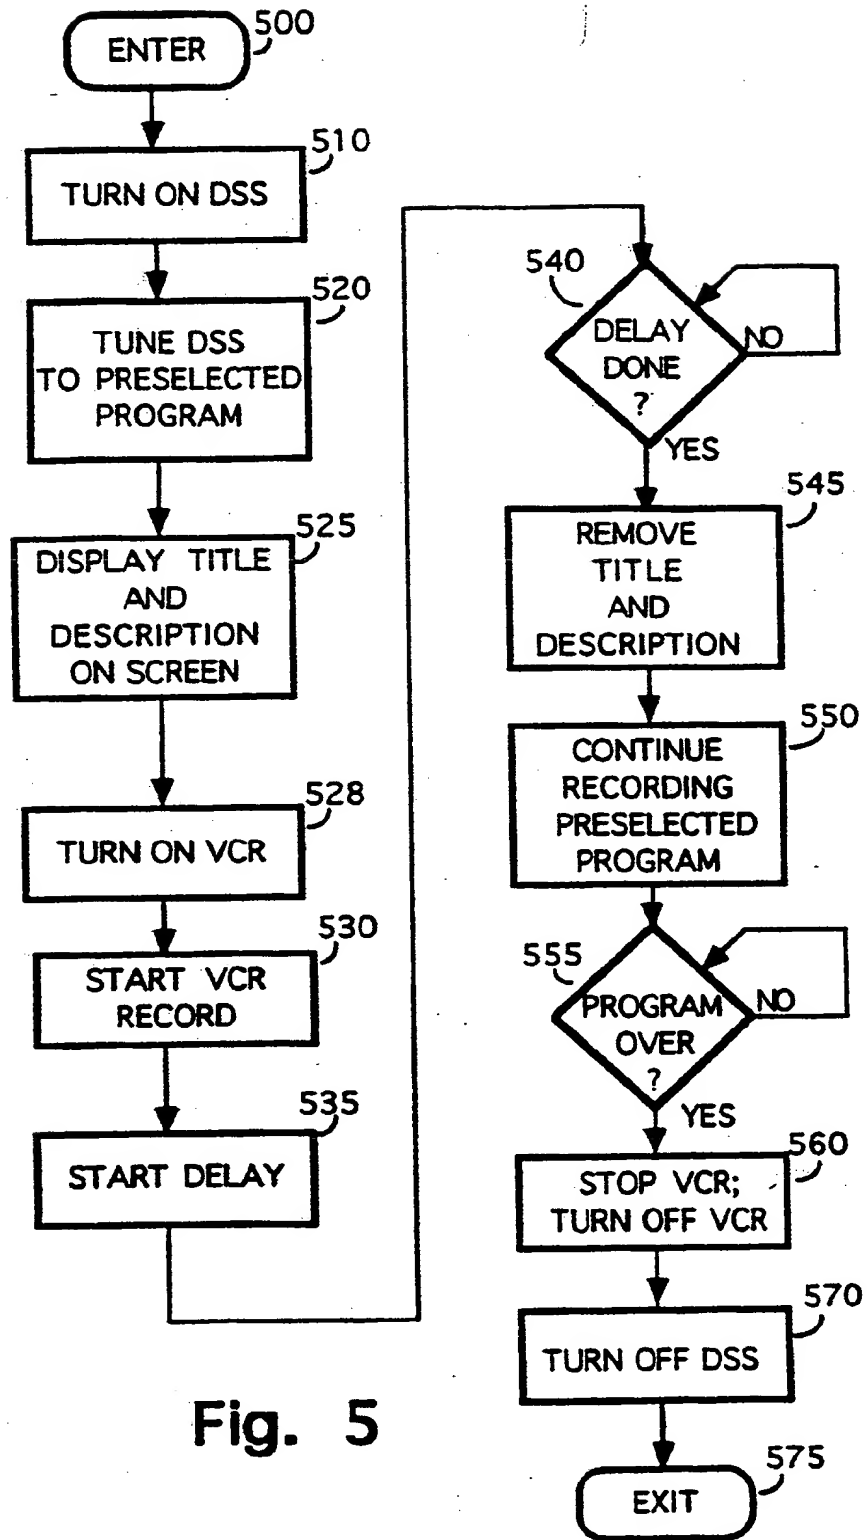 ENTER
500
510
TURN ON DSS
520
TUNE DSS
TO PRESELECTED
PROGRAM
525
DISPLAY TITLE
AND
DESCRIPTION
ON SCREEN
528
TURN ON VCR
530
START VCR
RECORD
535
START DELAY
540
DELAY
DONE
?
NO
YES
545
REMOVE
TITLE
AND
DESCRIPTION
550
CONTINUE
RECORDING
PRESELECTED
PROGRAM
555
PROGRAM
OVER
?
NO
YES
560
STOP VCR;
TURN OFF VCR
570
TURN OFF DSS
575
EXIT
Fig. 5